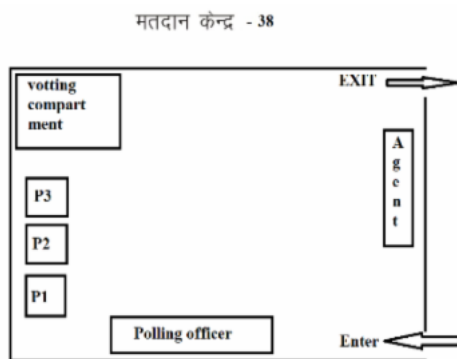 मतदान केन्द्र - 38
votting
compart
ment
EXIT
A
g
e
n
t
P3
P2
P1
Polling officer
Enter